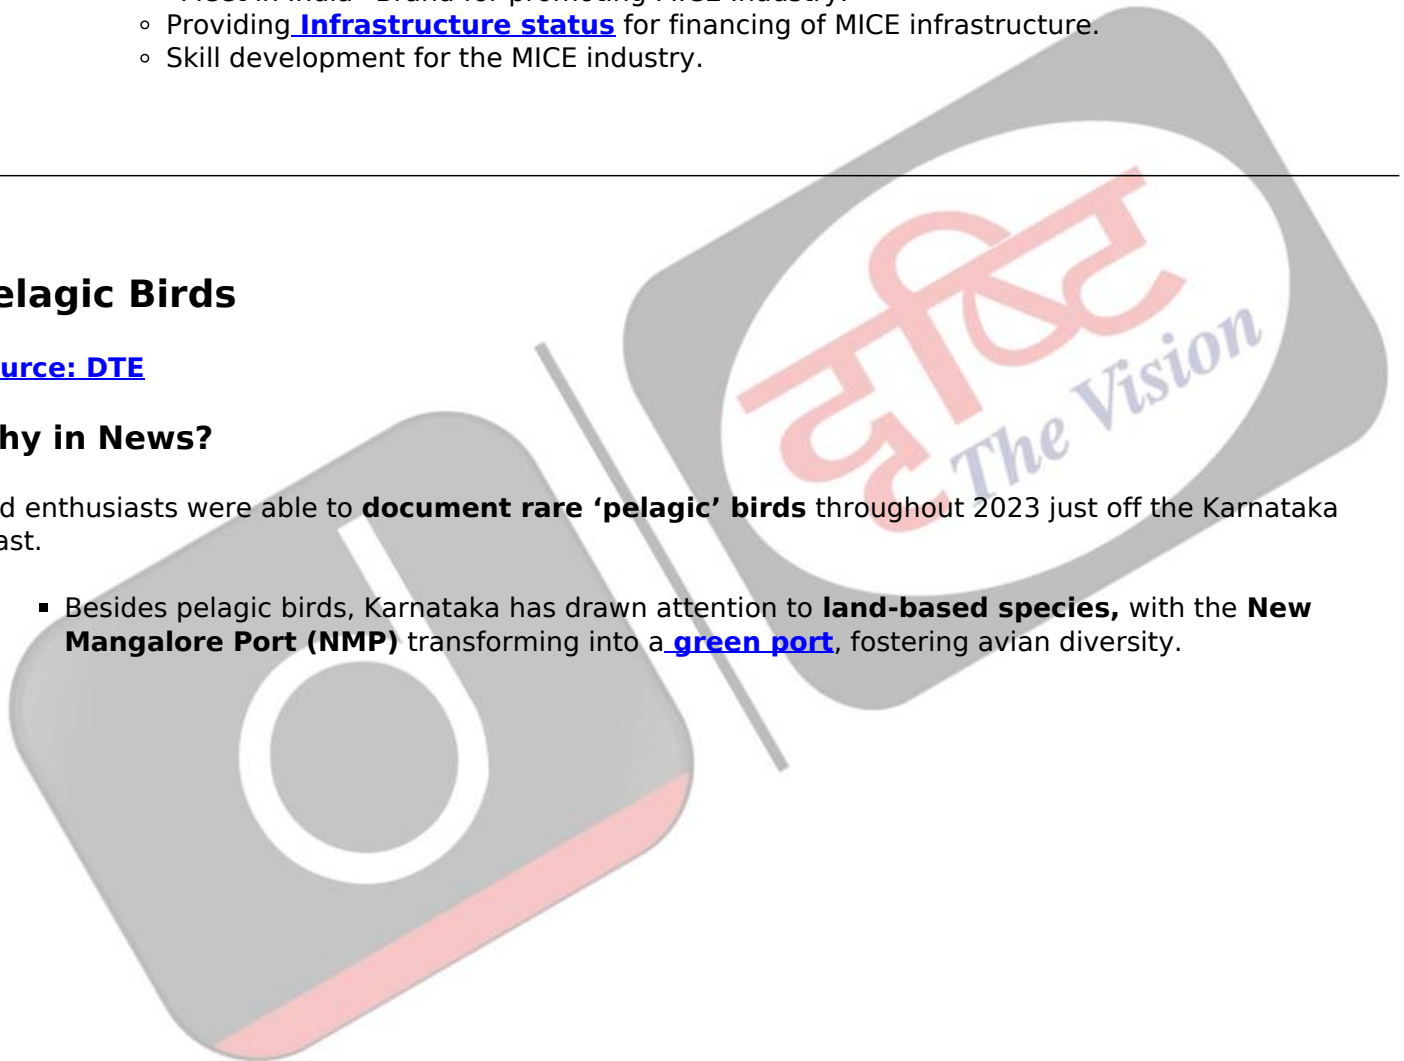 Providing Infrastructure status for financing of MICE infrastructure.
Skill development for the MICE industry.
elagic Birds
urce: DTE
hy in News?
d enthusiasts were able to document rare ‘pelagic’ birds throughout 2023 just off the Karnataka
ast.
Besides pelagic birds, Karnataka has drawn attention to land-based species, with the New
Mangalore Port (NMP) transforming into a green port, fostering avian diversity.
दृष्टि
The Vision